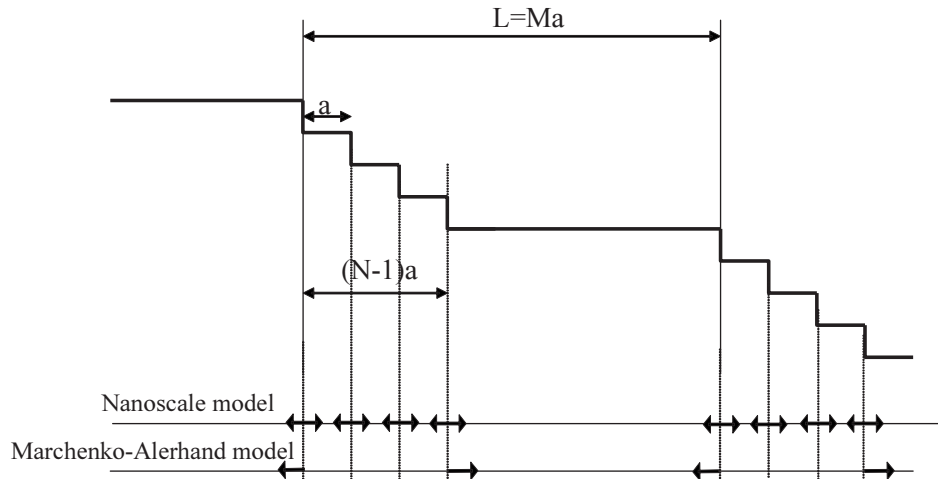 L=Ma
a
(N-1)a
Nanoscale model
Marchenko-Alerhand model